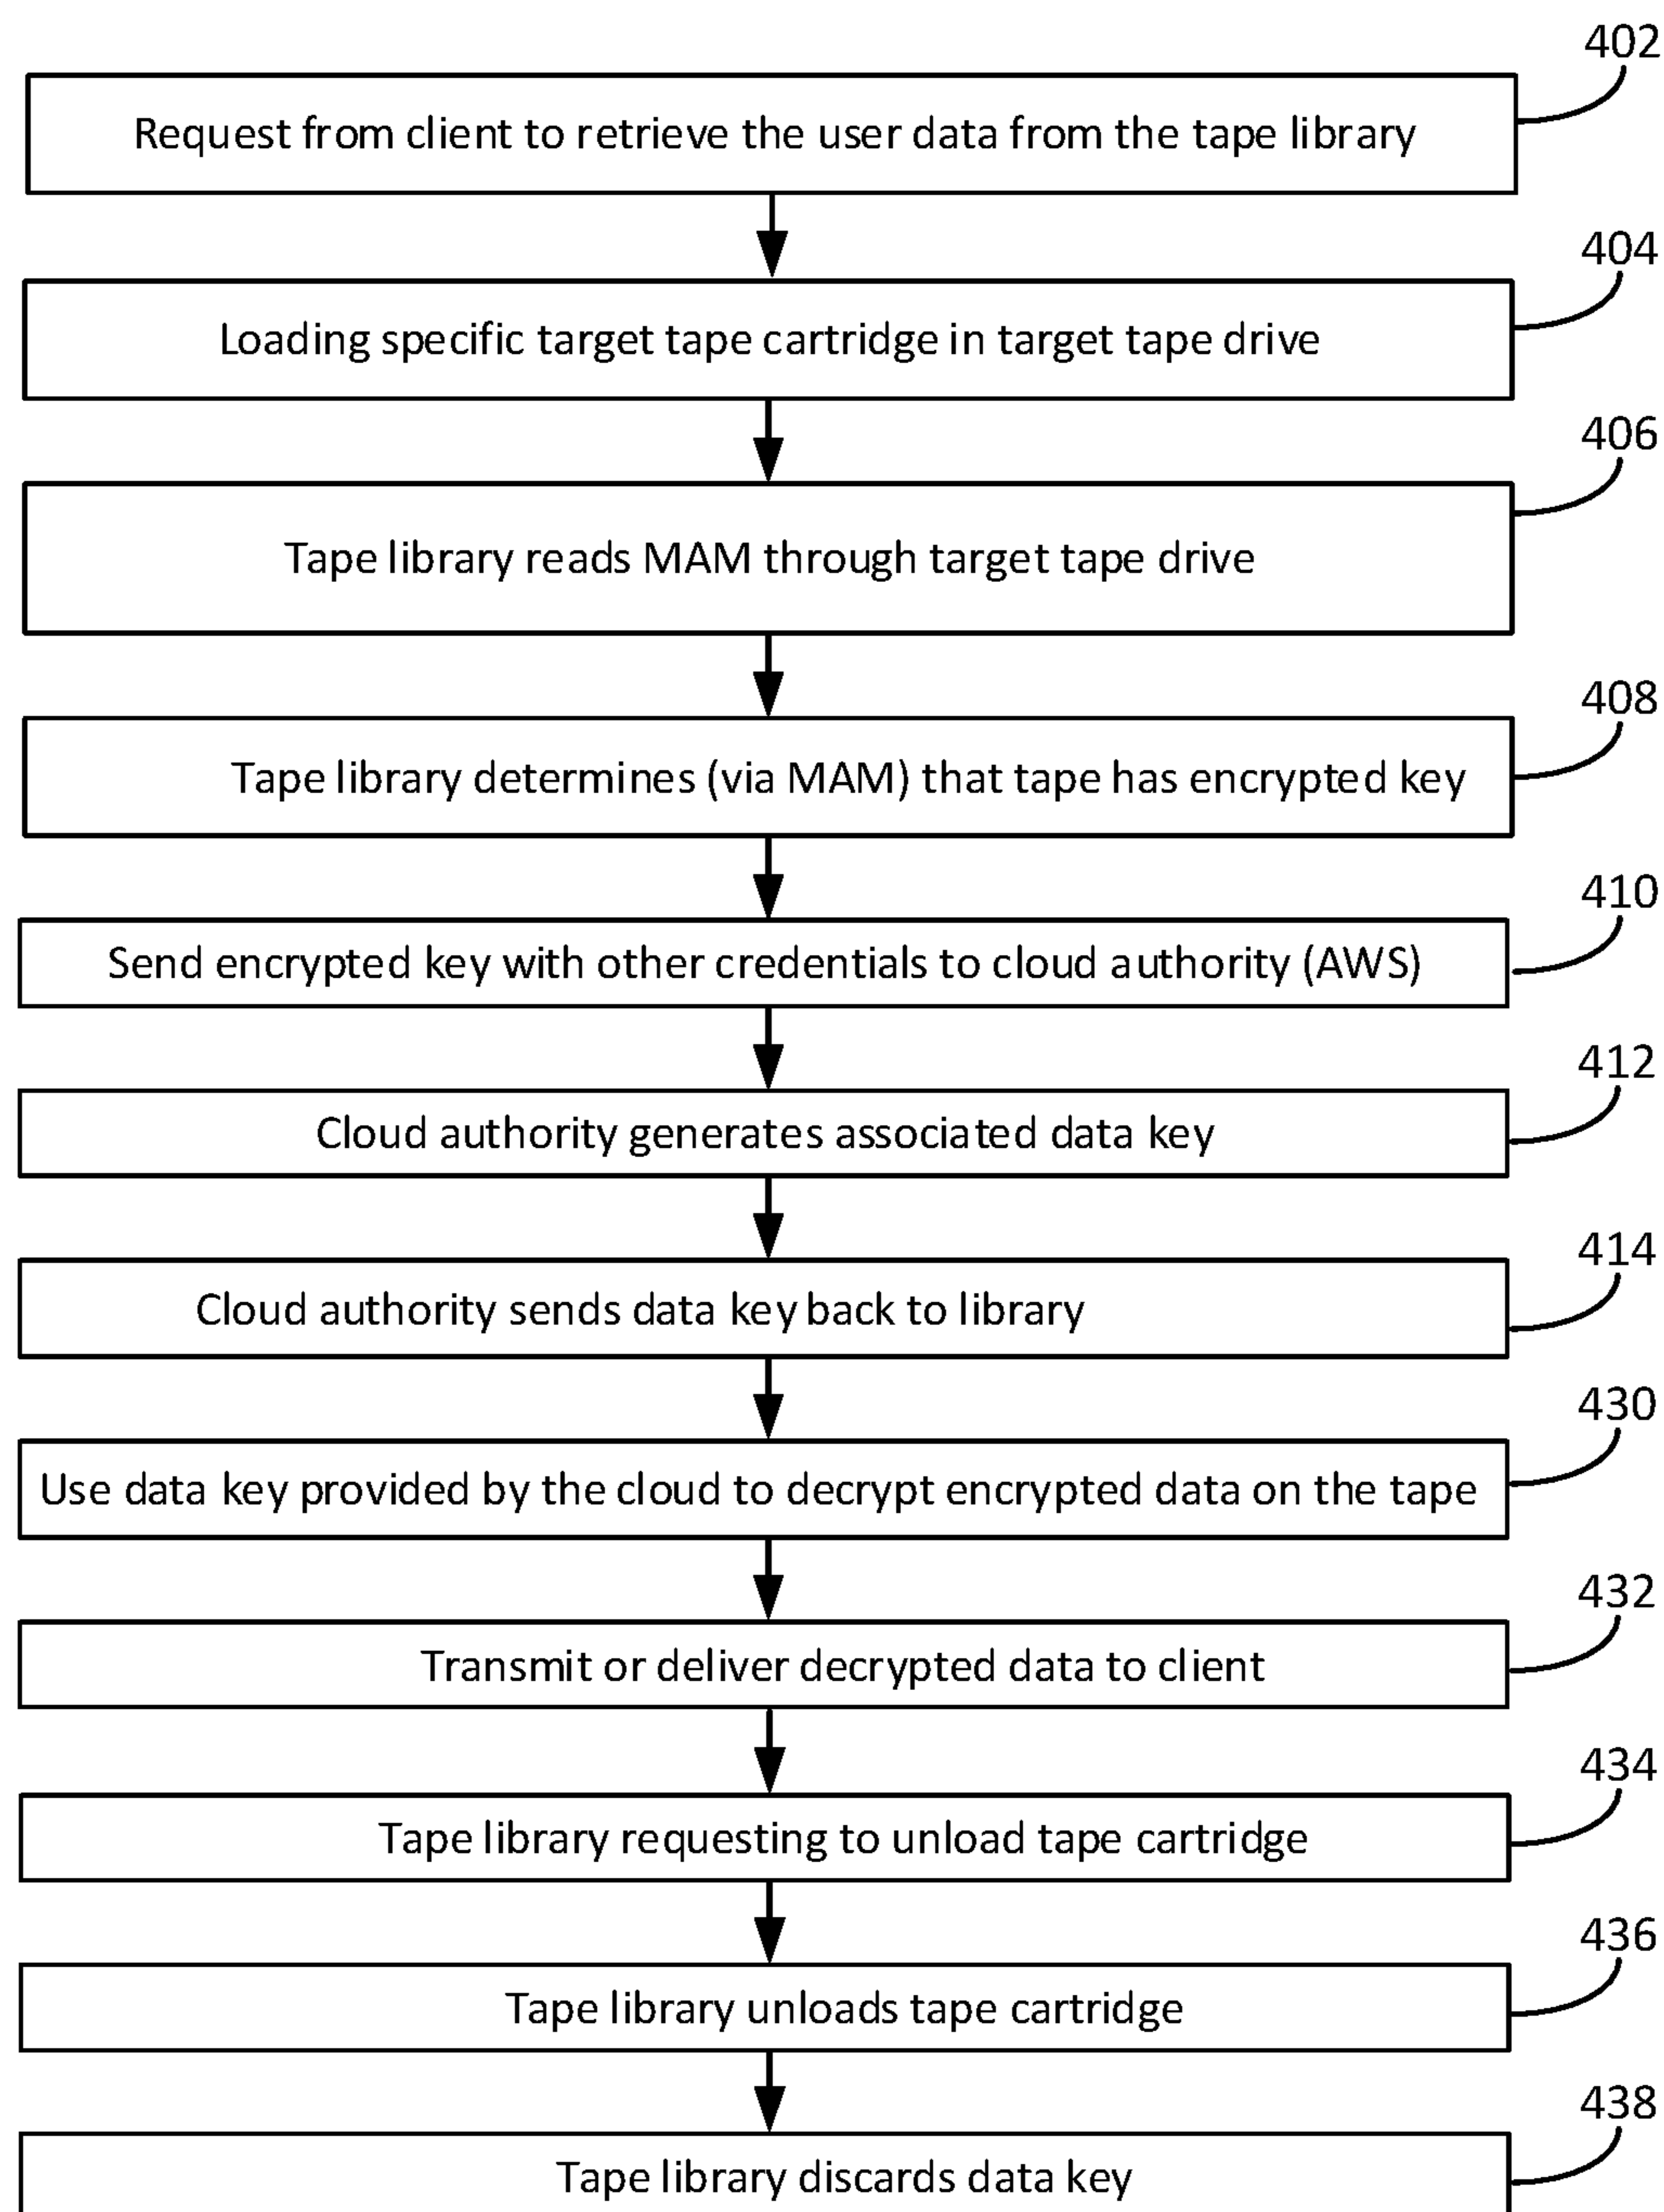 402
Request from client to retrieve the user data from the tape library
404
Loading specific target tape cartridge in target tape drive
406
Tape library reads MAM through target tape drive
408
Tape library determines (via MAM) that tape has encrypted key
410
Send encrypted key with other credentials to cloud authority (AWS)
412
Cloud authority generates associated data key
414
Cloud authority sends data key back to library
430
Use data key provided by the cloud to decrypt encrypted data on the tape
432
Transmit or deliver decrypted data to client
434
Tape library requesting to unload tape cartridge
436
Tape library unloads tape cartridge
438
Tape library discards data key